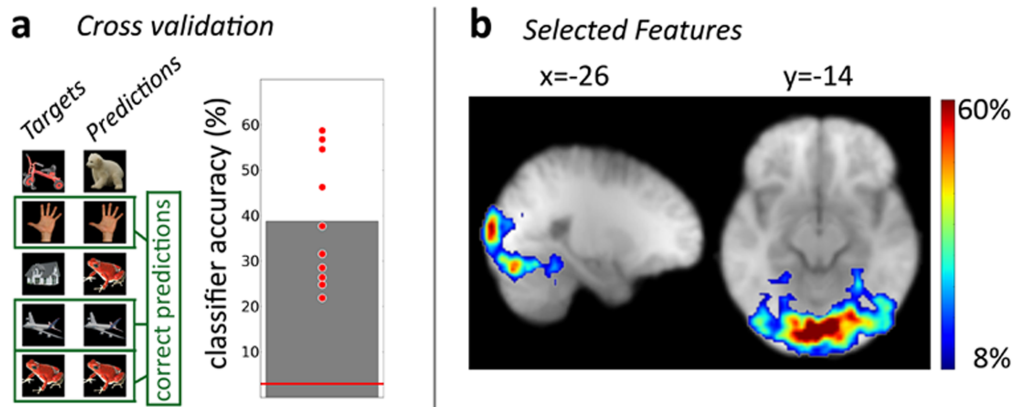 a Cross validation
Targets
Predictions
correct predictions
classifier accuracy (%)
60
50
40
30
20
10
b Selected Features
x=-26
y=-14
60%
8%